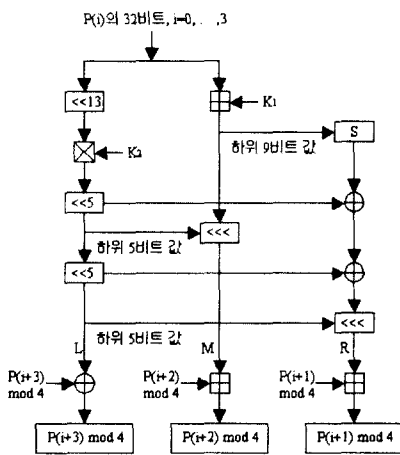 P(i)의 32비트, i=0, . . ,3
<<13
K1
K2
S
하위 9비트 값
<<5
<<<
하위 5비트 값
<<5
<<<
L
하위 5비트 값
M
R
P(i+3) mod 4
P(i+2) mod 4
P(i+1) mod 4
P(i+3) mod 4
P(i+2) mod 4
P(i+1) mod 4